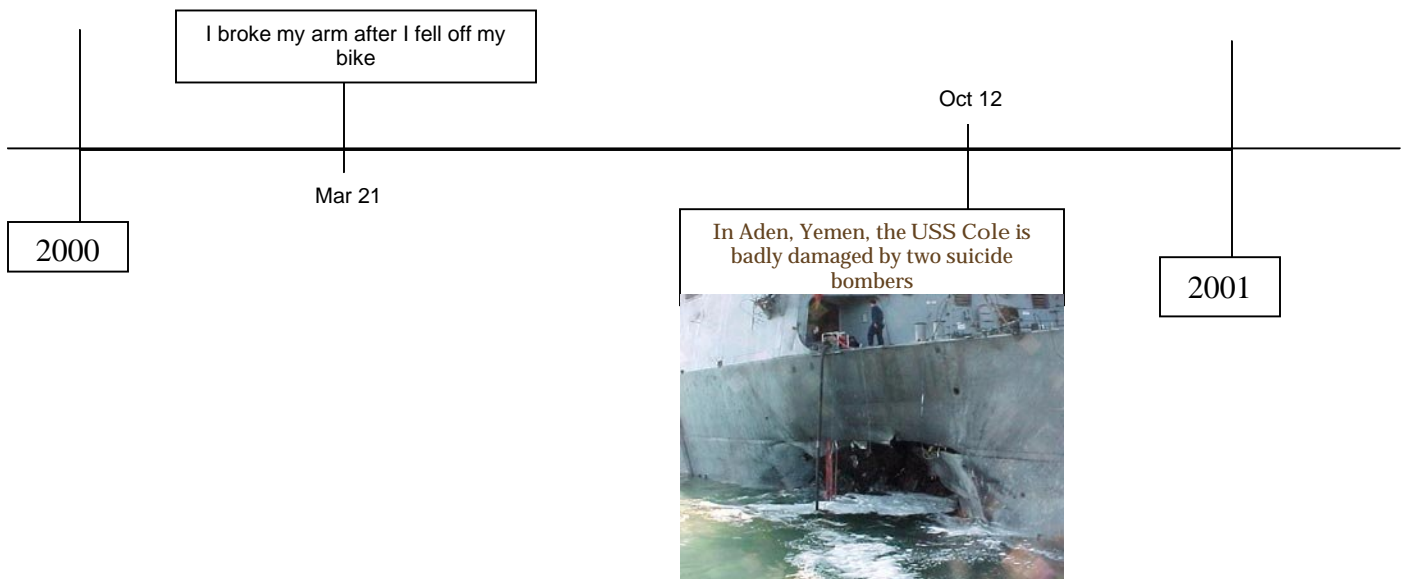 I broke my arm after I fell off my
bike
Oct 12
Mar 21
2000
In Aden, Yemen, the USS Cole is
badly damaged by two suicide
bombers
2001